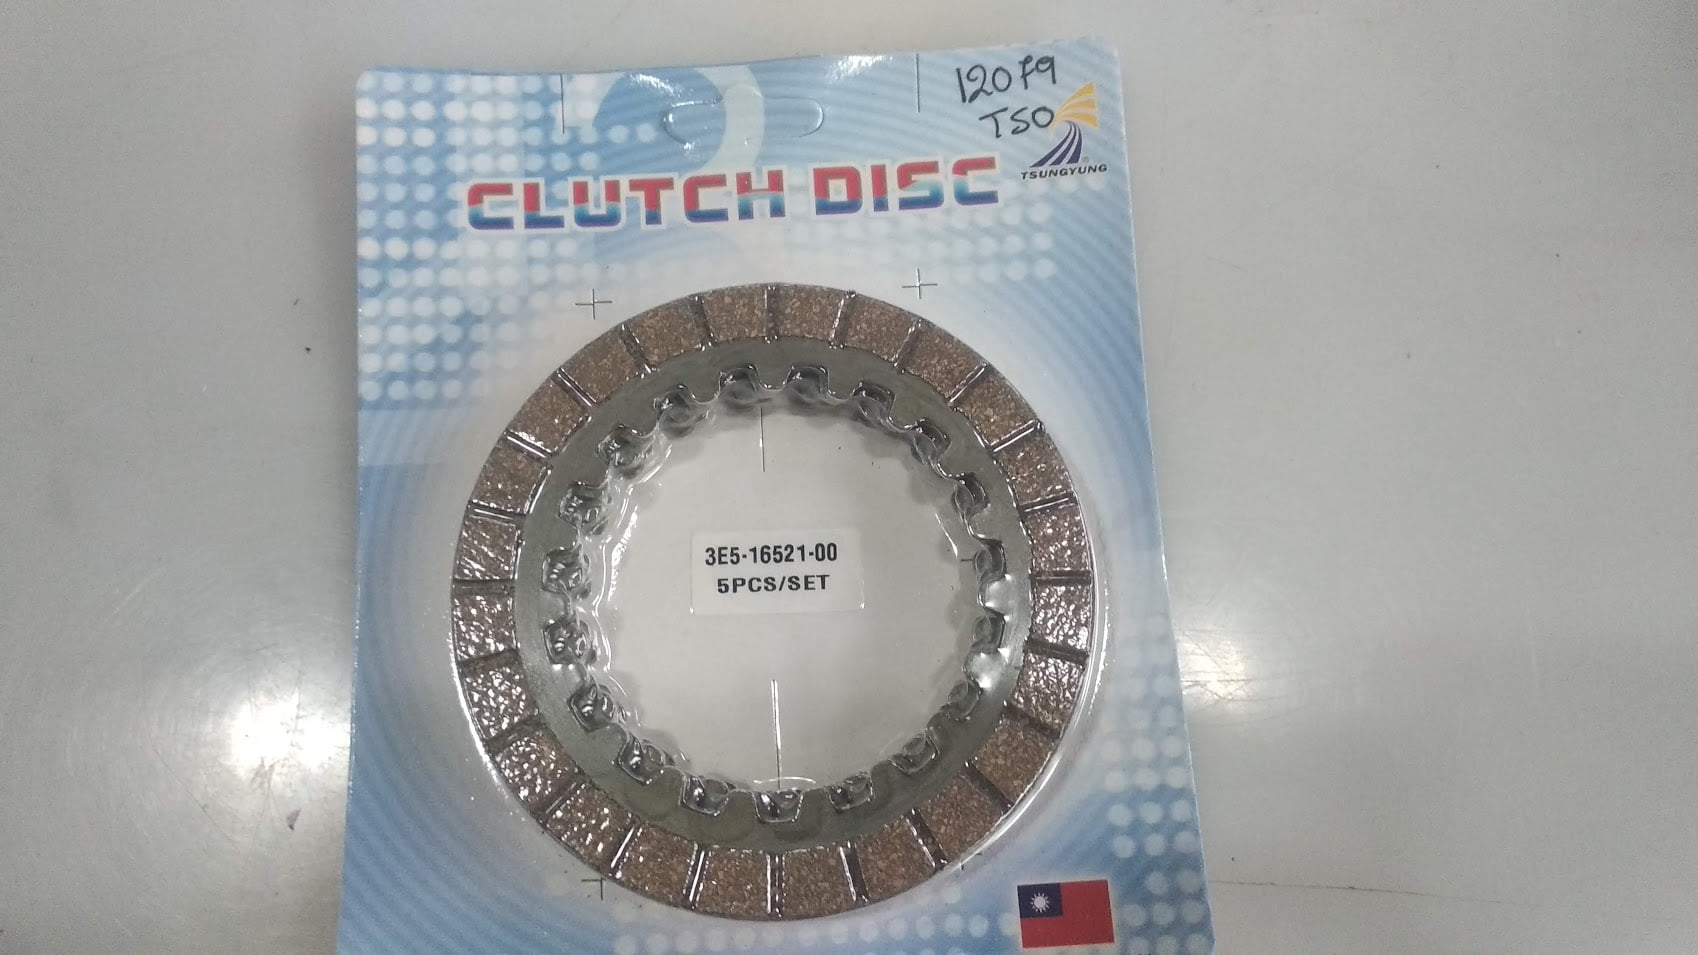 120F9
TSO
TSUNGYUNG
CLUTCH DISC
3E5-16521-00
5PCS/SET